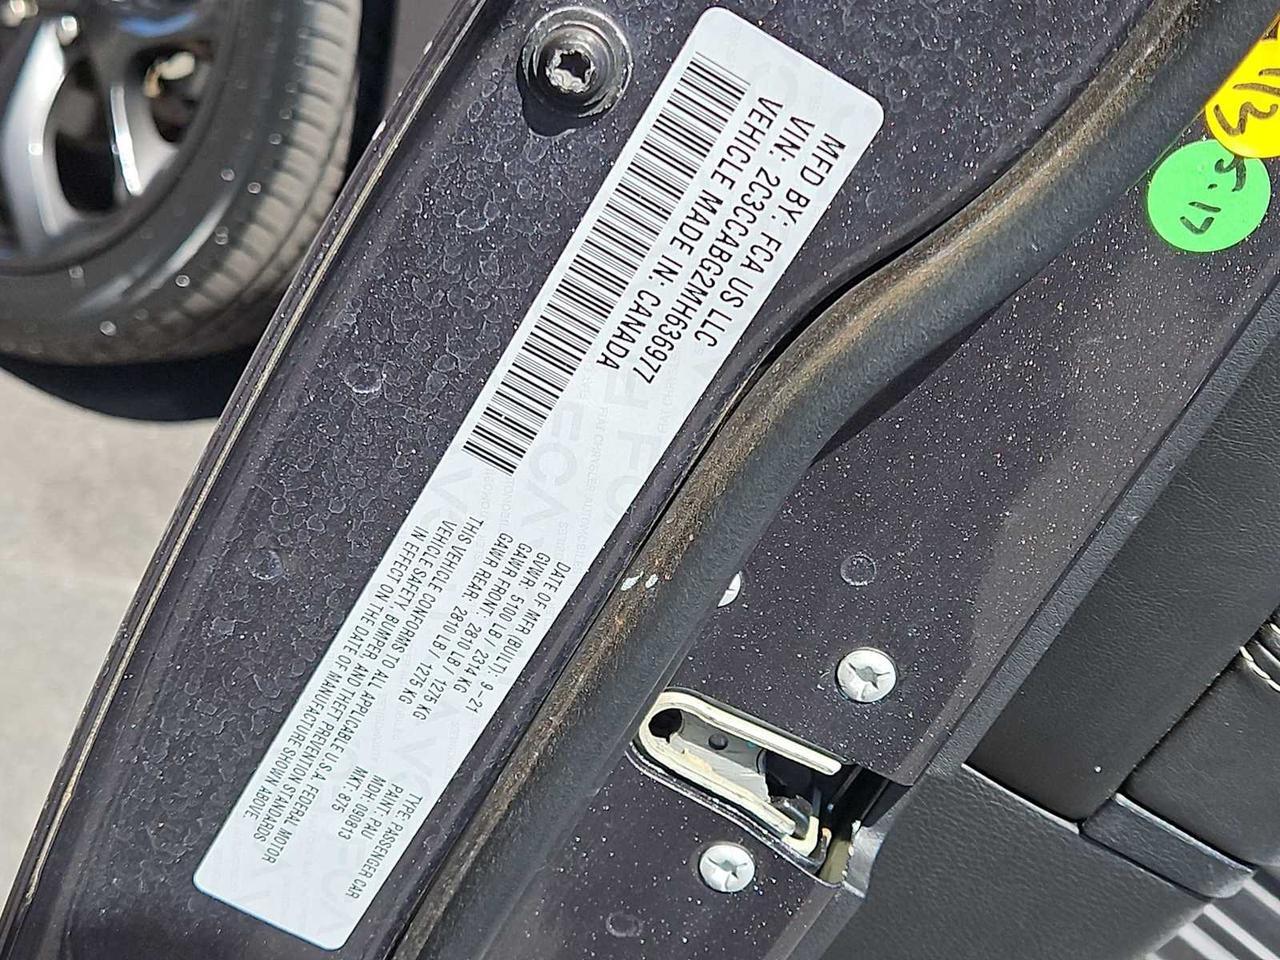 MFD BY: FCA US LLC
VIN: 2C3CCABG2MH636977
VEHICLE MADE IN: CANADA
DATE OF MFR (BUILT): 9-21
GVWR: 5100 LB / 2314 KG
GAWR FRONT: 2810 LB / 1275 KG
GAWR REAR: 2810 LB / 1275 KG
THIS VEHICLE CONFORMS TO ALL APPLICABLE U.S.A. FEDERAL MOTOR
VEHICLE SAFETY, BUMPER, AND THEFT PREVENTION STANDARDS
IN EFFECT ON THE DATE OF MANUFACTURE SHOWN ABOVE
TYPE: PASSENGER CAR
PAINT: PAU
MDH: 090813
MKT: 875
5.17